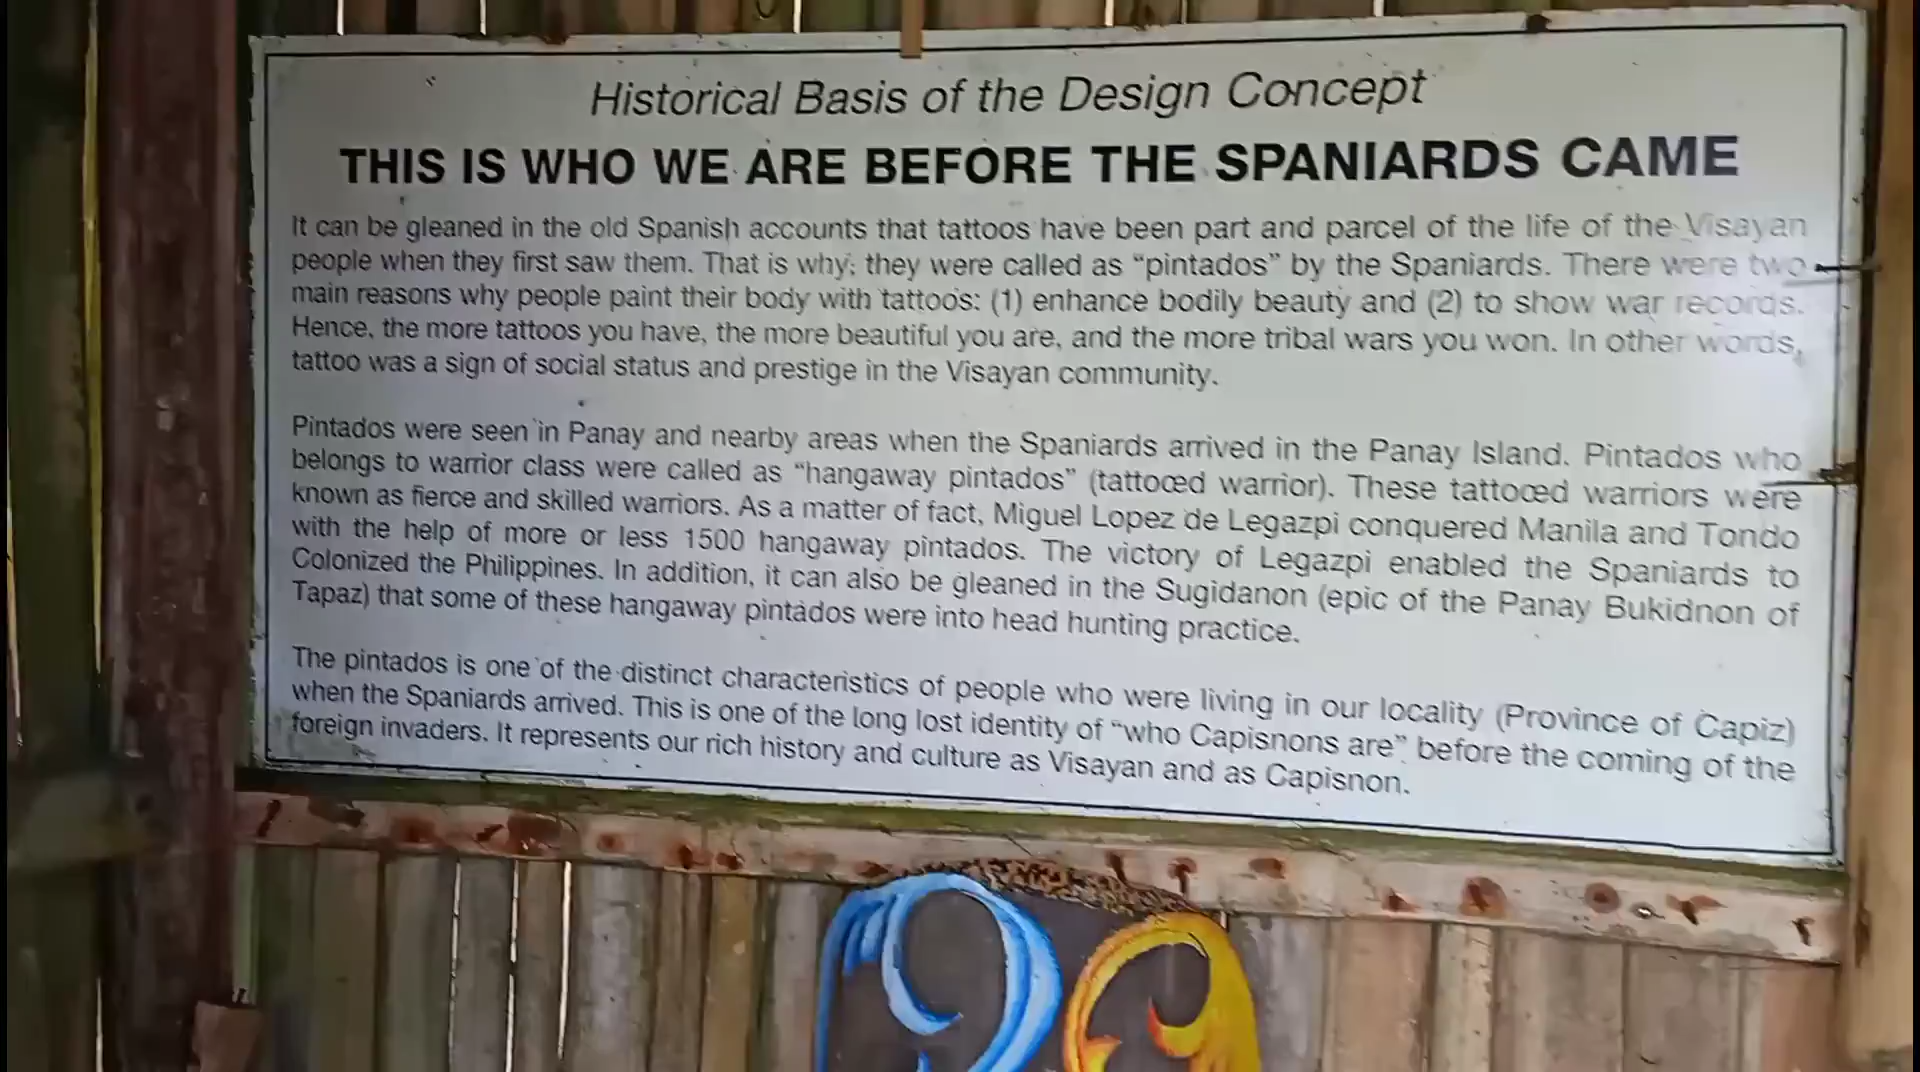 Historical Basis of the Design Concept
THIS IS WHO WE ARE BEFORE THE SPANIARDS CAME
It can be gleaned in the old Spanish accounts that tattoos have been part and parcel of the life of the Visayan
people when they first saw them. That is why; they were called as “pintados” by the Spaniards. There were two
main reasons why people paint their body with tattoos: (1) enhance bodily beauty and (2) to show war records.
Hence, the more tattoos you have, the more beautiful you are, and the more tribal wars you won. In other words,
tattoo was a sign of social status and prestige in the Visayan community.
Pintados were seen in Panay and nearby areas when the Spaniards arrived in the Panay Island. Pintados who
belongs to warrior class were called as “hangaway pintados” (tattoœd warrior). These tattoœd warriors were
known as fierce and skilled warriors. As a matter of fact, Miguel Lopez de Legazpi conquered Manila and Tondo
with the help of more or less 1500 hangaway pintados. The victory of Legazpi enabled the Spaniards to
Colonized the Philippines. In addition, it can also be gleaned in the Sugidanon (epic of the Panay Bukidnon of
Tapaz) that some of these hangaway pintados were into head hunting practice.
The pintados is one of the distinct characteristics of people who were living in our locality (Province of Capiz)
when the Spaniards arrived. This is one of the long lost identity of “who Capisnons are” before the coming of the
foreign invaders. It represents our rich history and culture as Visayan and as Capisnon.